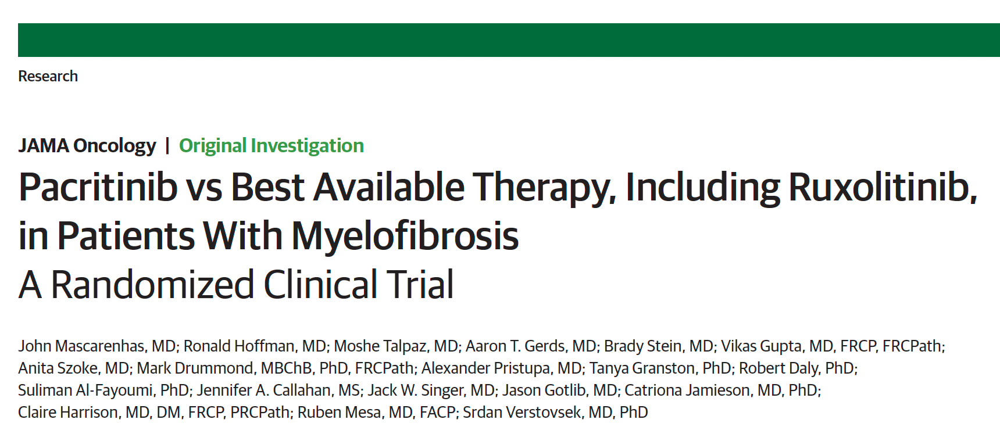 Research
JAMA Oncology | Original Investigation
Pacritinib vs Best Available Therapy, Including Ruxolitinib,
in Patients With Myelofibrosis
A Randomized Clinical Trial
John Mascarenhas, MD; Ronald Hoffman, MD; Moshe Talpaz, MD; Aaron T. Gerds, MD; Brady Stein, MD; Vikas Gupta, MD, FRCP, FRCPath;
Anita Szoke, MD; Mark Drummond, MBChB, PhD, FRCPath; Alexander Pristupa, MD; Tanya Granston, PhD; Robert Daly, PhD;
Suliman Al-Fayoumi, PhD; Jennifer A. Callahan, MS; Jack W. Singer, MD; Jason Gotlib, MD; Catriona Jamieson, MD, PhD;
Claire Harrison, MD, DM, FRCP, PRCPath; Ruben Mesa, MD, FACP; Srdan Verstovsek, MD, PhD